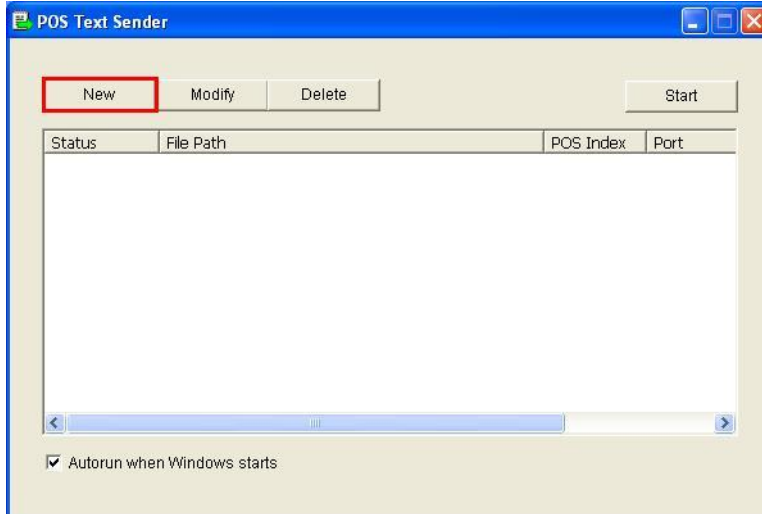 POS Text Sender
New Modify Delete Start
Status File Path POS Index Port
Autorun when Windows starts